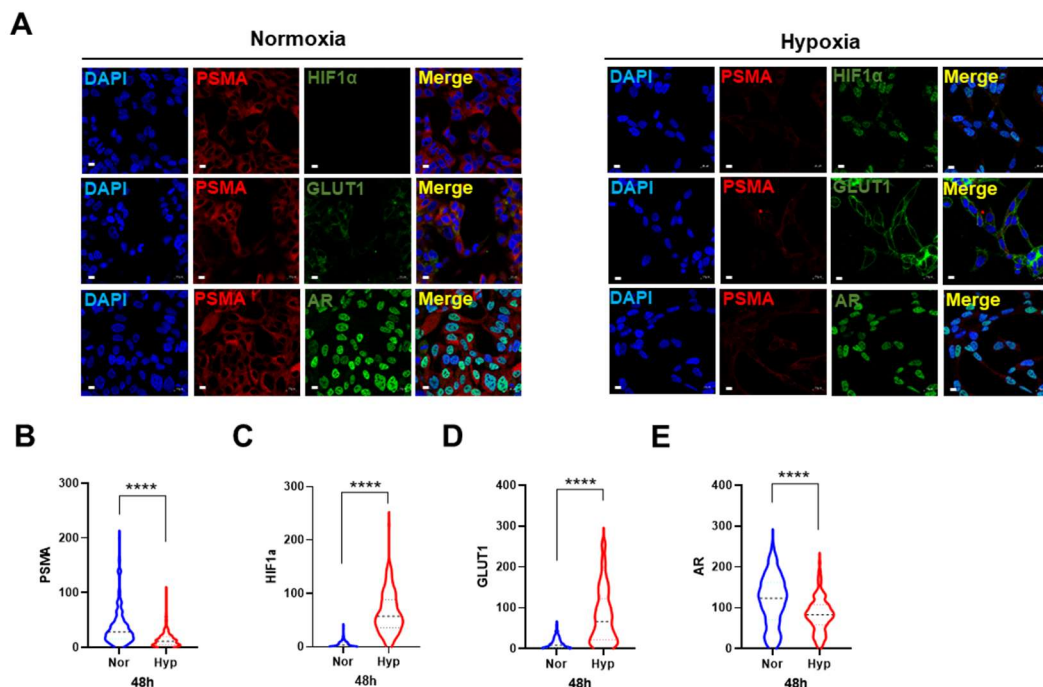 A
Normoxia
Hypoxia
DAPI PSMA HIF1α Merge
DAPI PSMA HIF1α Merge
DAPI PSMA GLUT1 Merge
DAPI PSMA GLUT1 Merge
DAPI PSMA AR Merge
DAPI PSMA AR Merge
B
C
D
E
****
300
200
100
0
PSMA
Nor Hyp
48h
****
300
200
100
0
HIF1a
Nor Hyp
48h
****
400
300
200
100
0
GLUT1
Nor Hyp
48h
****
400
300
200
100
0
AR
Nor Hyp
48h